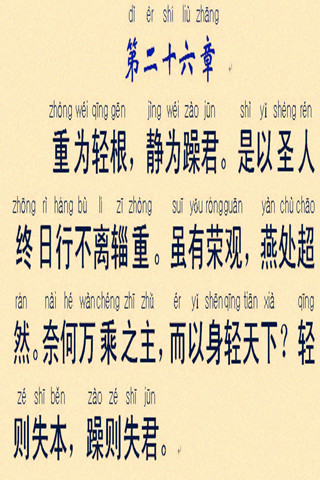 dì èr shí liù zhāng
第二十六章
zhòng wéi qīng gēn jìng wéi zào jūn shì yǐ shèng rén
重为轻根，静为躁君。是以圣人
zhōng rì háng bù lí zī zhòng suī yǒu róng guān yàn chù chāo
终日行不离辎重。虽有荣观，燕处超
rán nài hé wàn chéng zhī zhǔ ér yǐ shēn qīng tiān xià qīng
然。奈何万乘之主，而以身轻天下？轻
zé shī běn zào zé shī jūn
则失本，躁则失君。